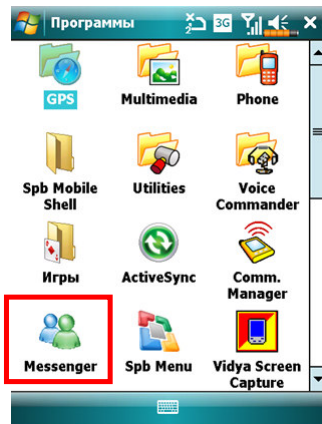 Программы
3G
GPS
Multimedia
Phone
Spb Mobile
Shell
Utilities
Voice
Commander
Игры
ActiveSync
Comm.
Manager
Messenger
Spb Menu
Vidya Screen
Capture